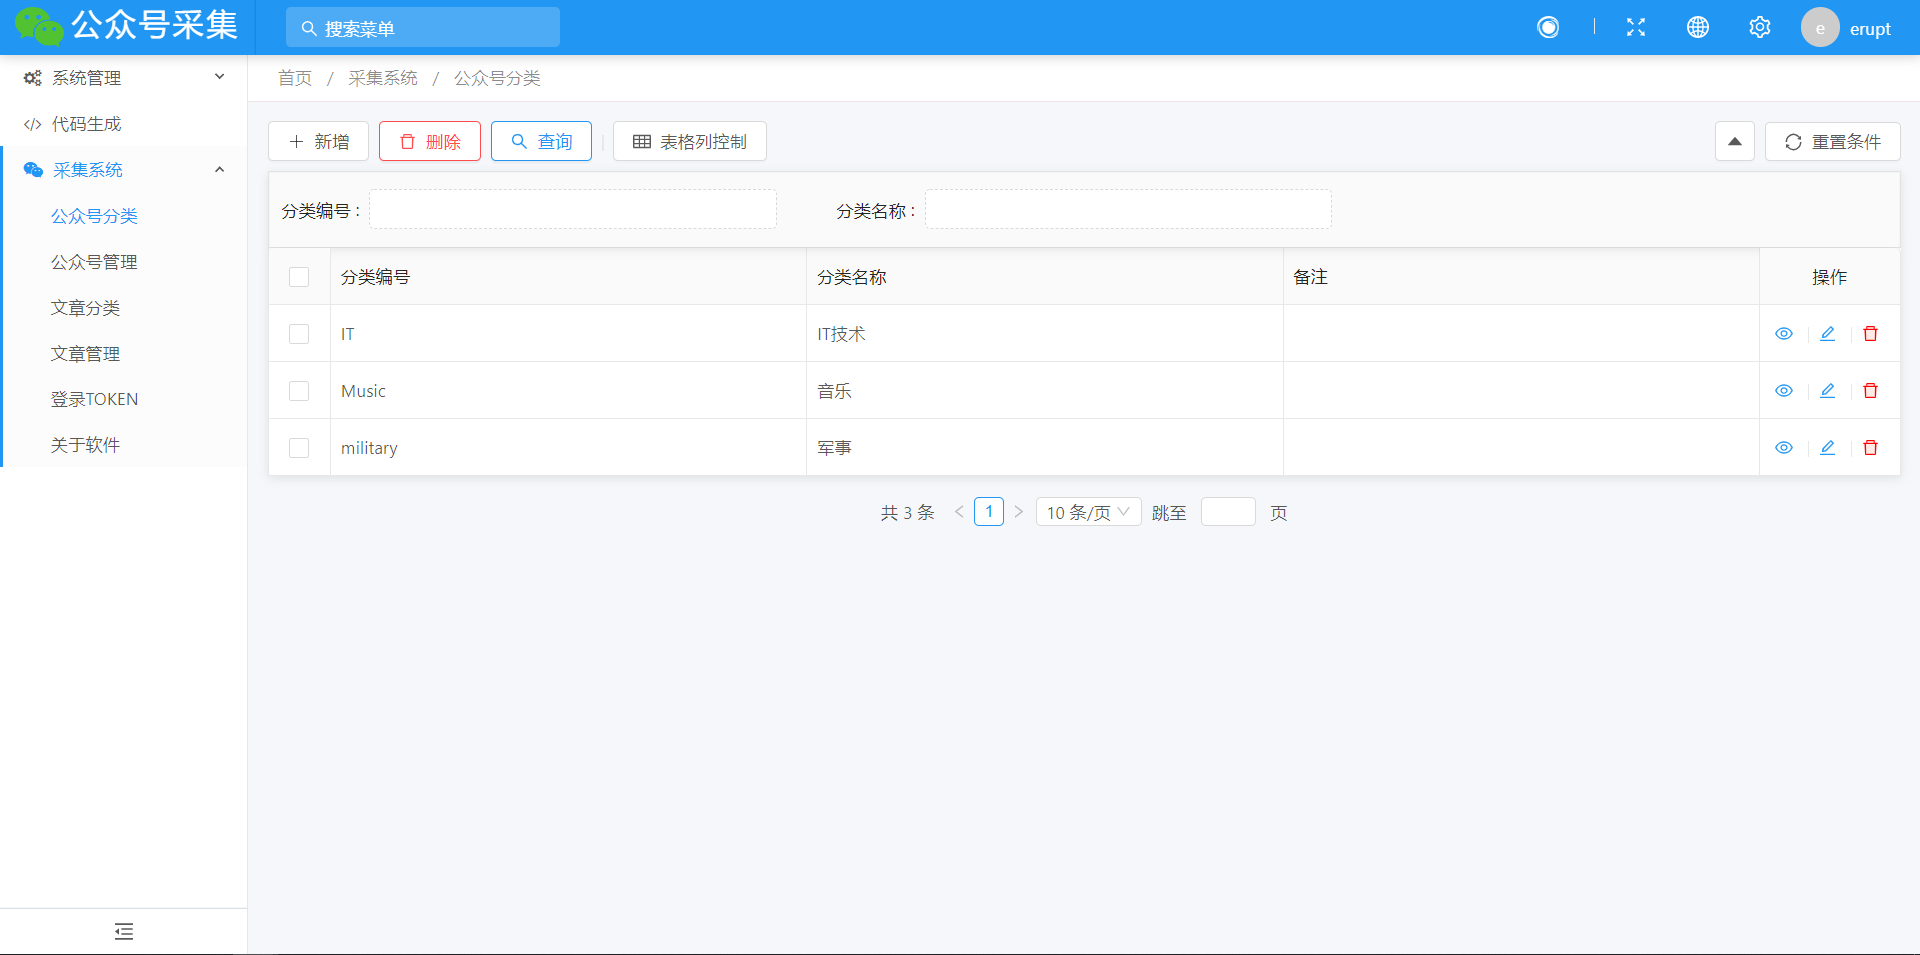 公众号采集
搜索菜单
e erupt
系统管理
代码生成
采集系统
公众号分类
公众号管理
文章分类
文章管理
登录TOKEN
关于软件
首页 / 采集系统 / 公众号分类
新增 删除 查询 表格列控制 重置条件
分类编号 : 分类名称 :
分类编号 分类名称 备注 操作
IT IT技术
Music 音乐
military 军事
共 3 条 1 10 条/页 跳至 页